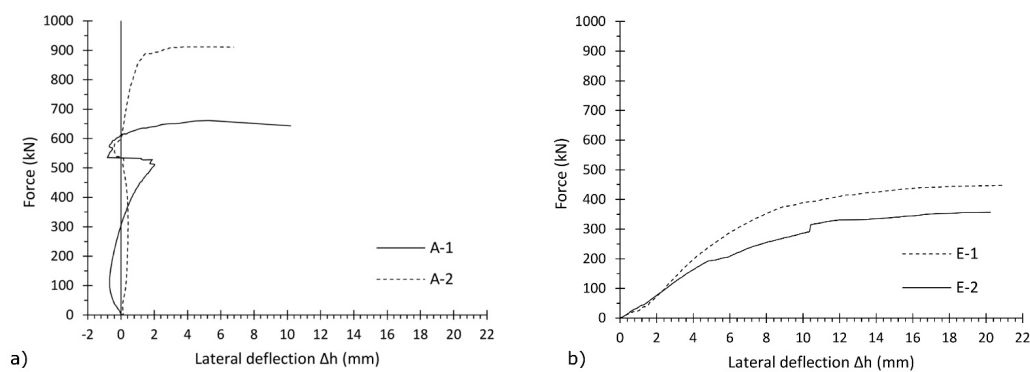 1000
900
800
700
600
500
400
300
200
100
0
Force (kN)
A-1
A-2
-2 0 2 4 6 8 10 12 14 16 18 20 22
Lateral deflection Δh (mm)
a)
1000
900
800
700
600
500
400
300
200
100
0
Force (kN)
E-1
E-2
0 2 4 6 8 10 12 14 16 18 20 22
Lateral deflection Δh (mm)
b)